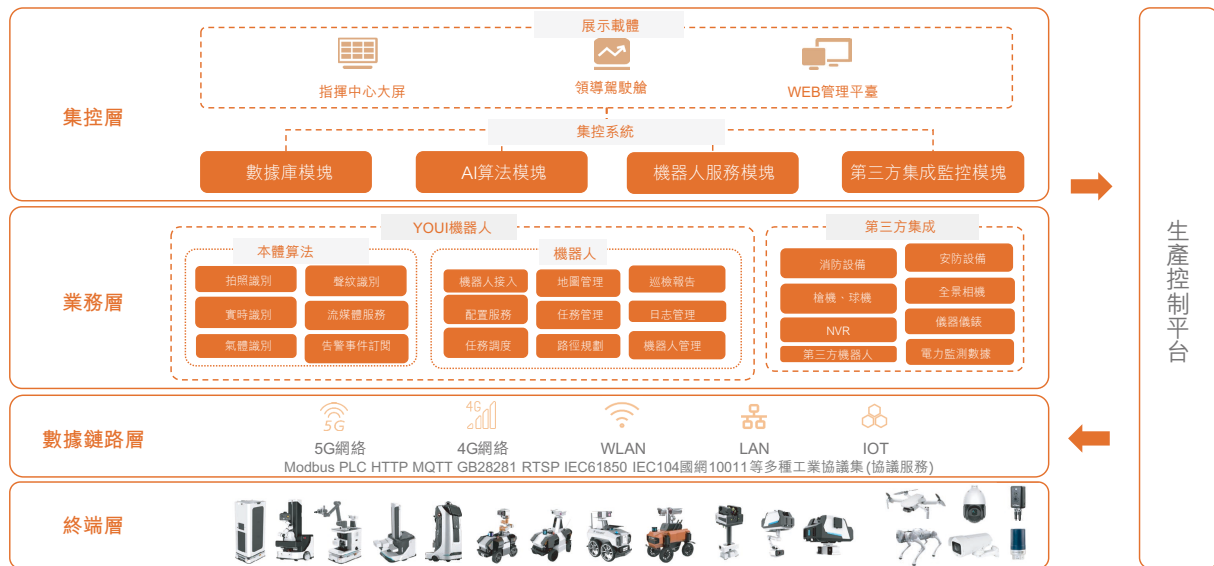 展示載體
指揮中心大屏
領導駕駛艙
WEB管理平臺
集控層
集控系統
數據庫模塊
AI算法模塊
機器人服務模塊
第三方集成監控模塊
YOUI機器人
第三方集成
本體算法
機器人
拍照識別
聲紋識別
實時識別
流媒體服務
氣體識別
告警事件訂閱
機器人接入
地圖管理
巡檢報告
配置服務
任務管理
日志管理
任務調度
路徑規劃
機器人管理
消防設備
安防設備
槍機、球機
全景相機
NVR
儀器儀錶
第三方機器人
電力監測數據
業務層
5G
4G
數據鏈路層
5G網絡
4G網絡
WLAN
LAN
IOT
Modbus PLC HTTP MQTT GB28281 RTSP IEC61850 IEC104國網10011等多種工業協議集(協議服務)
終端層
生產控制平台